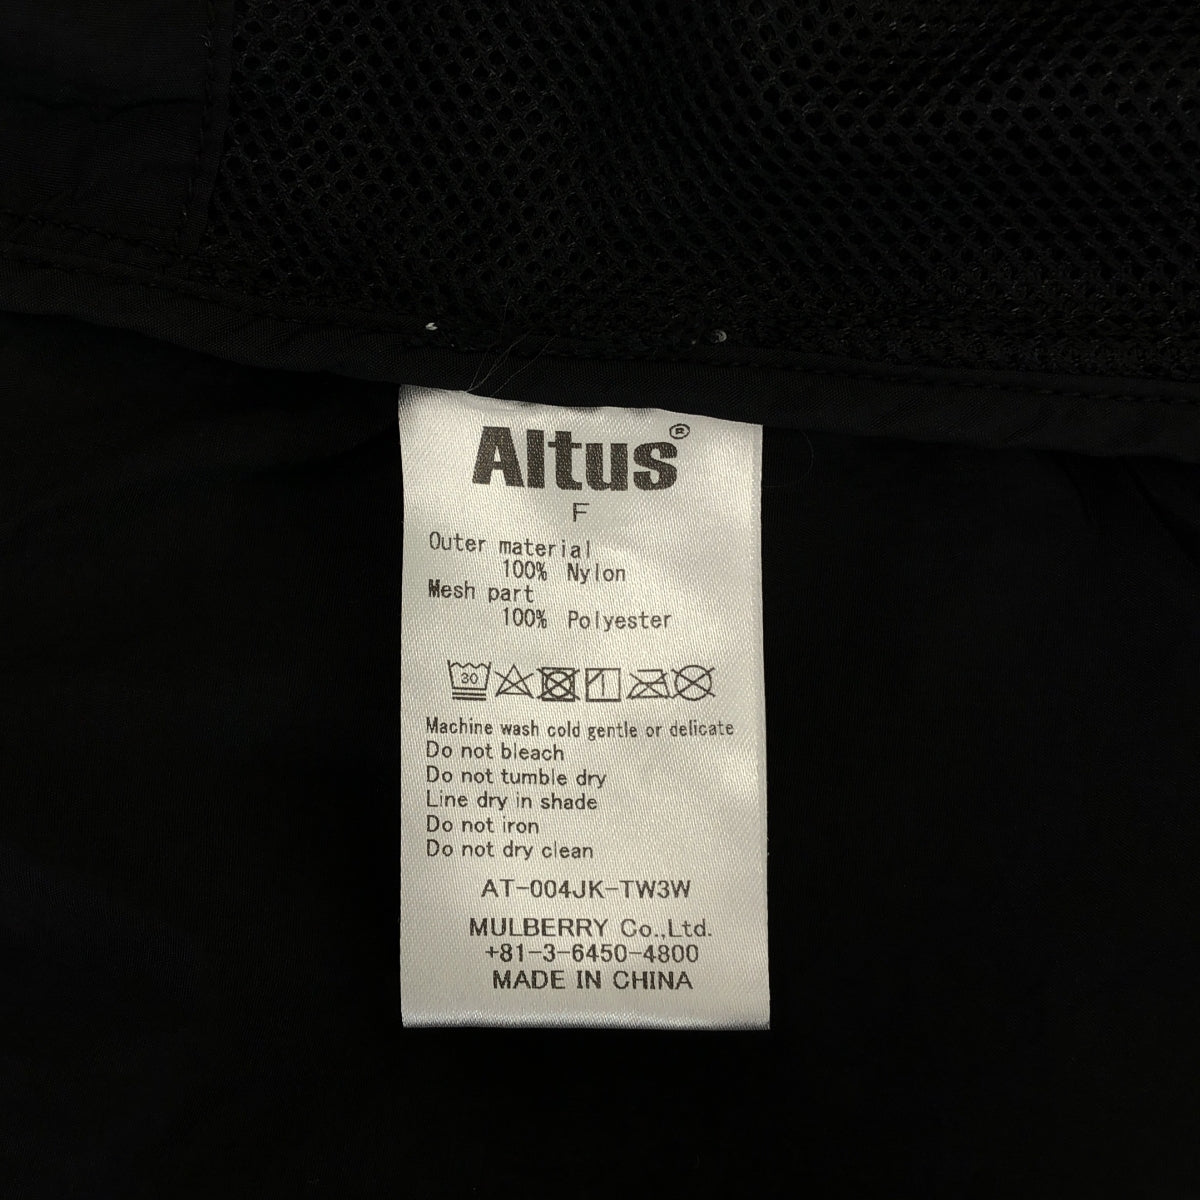 Altus®
F
Outer material
100% Nylon
Mesh part
100% Polyester
30
Machine wash cold gentle or delicate
Do not bleach
Do not tumble dry
Line dry in shade
Do not iron
Do not dry clean
AT-004JK-TW3W
MULBERRY Co.,Ltd.
+81-3-6450-4800
MADE IN CHINA